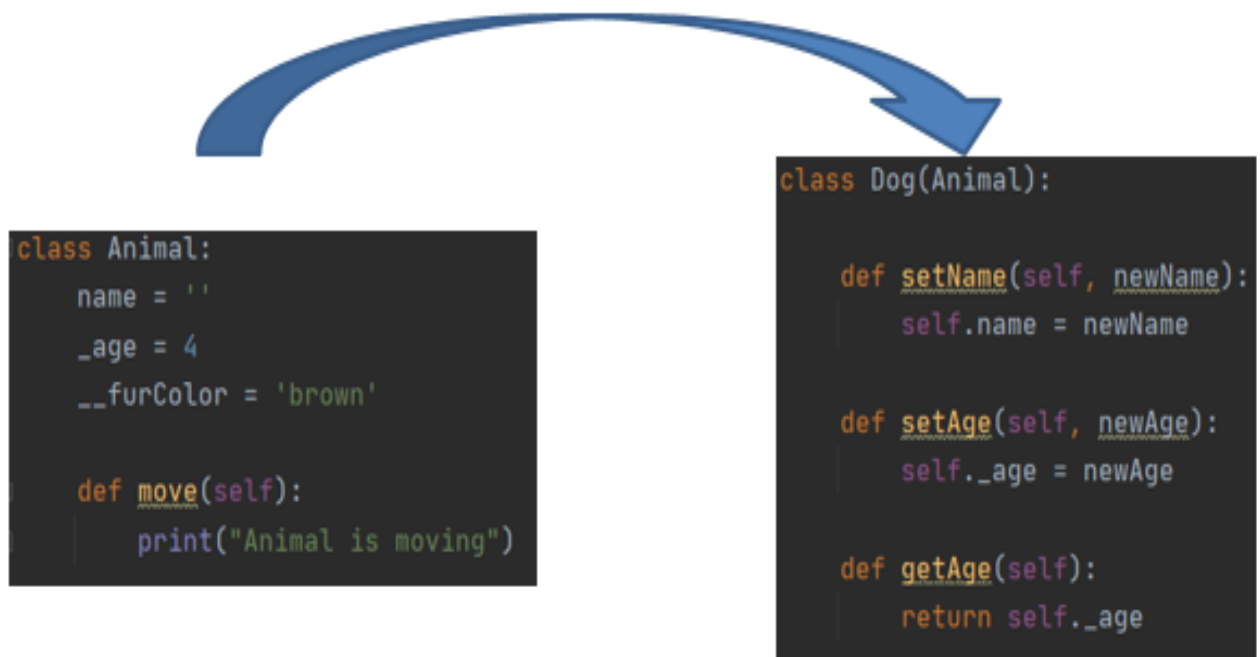 class Animal:
name = ''
_age = 4
__furColor = 'brown'
def move(self):
print("Animal is moving")
class Dog(Animal):
def setName(self, newName):
self.name = newName
def setAge(self, newAge):
self._age = newAge
def getAge(self):
return self._age